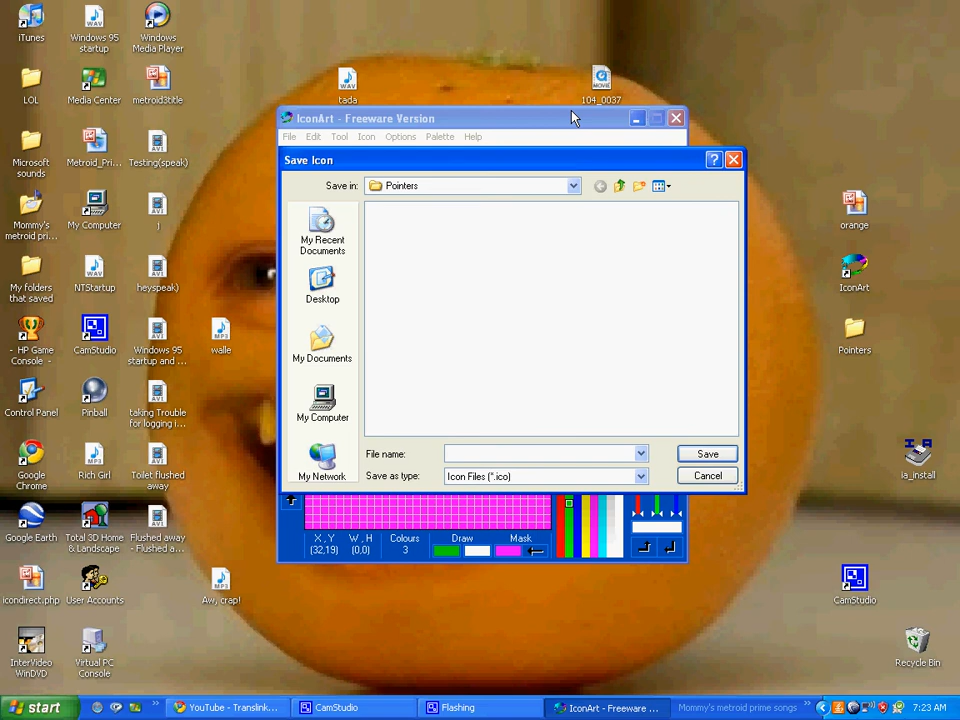 iTunes
Windows 95
startup
Windows
Media Player
LOL
Media Center
metroid3title
tada
104_0037
MOVIE
WAV
Microsoft
sounds
Metroid_Pri...
Testing(speak)
Mommy's
metroid pri...
My Computer
)
My folders
that saved
NTStartup
heyspeak)
- HP Game
Console -
CamStudio
Windows 95
startup and ...
walle
Control Panel
Pinball
taking Trouble
for logging i...
Google
Chrome
Rich Girl
Toilet flushed
away
Google Earth
Total 3D Home
& Landscape
Flushed away
- Flushed a...
icondirect.php
User Accounts
Aw, crap!
InterVideo
WinDVD
Virtual PC
Console
IconArt - Freeware Version
File Edit Tool Icon Options Palette Help
Save Icon
Save in: Pointers
My Recent
Documents
Desktop
My Documents
My Computer
My Network
File name:
Save
Save as type: Icon Files (*.ico)
Cancel
X , Y W , H Colours Draw Mask
(32,19) (0,0) 3
orange
IconArt
Pointers
ia_install
CamStudio
Recycle Bin
start
YouTube - Translink...
CamStudio
Flashing
IconArt - Freeware ...
Mommy's metroid prime songs
7:23 AM